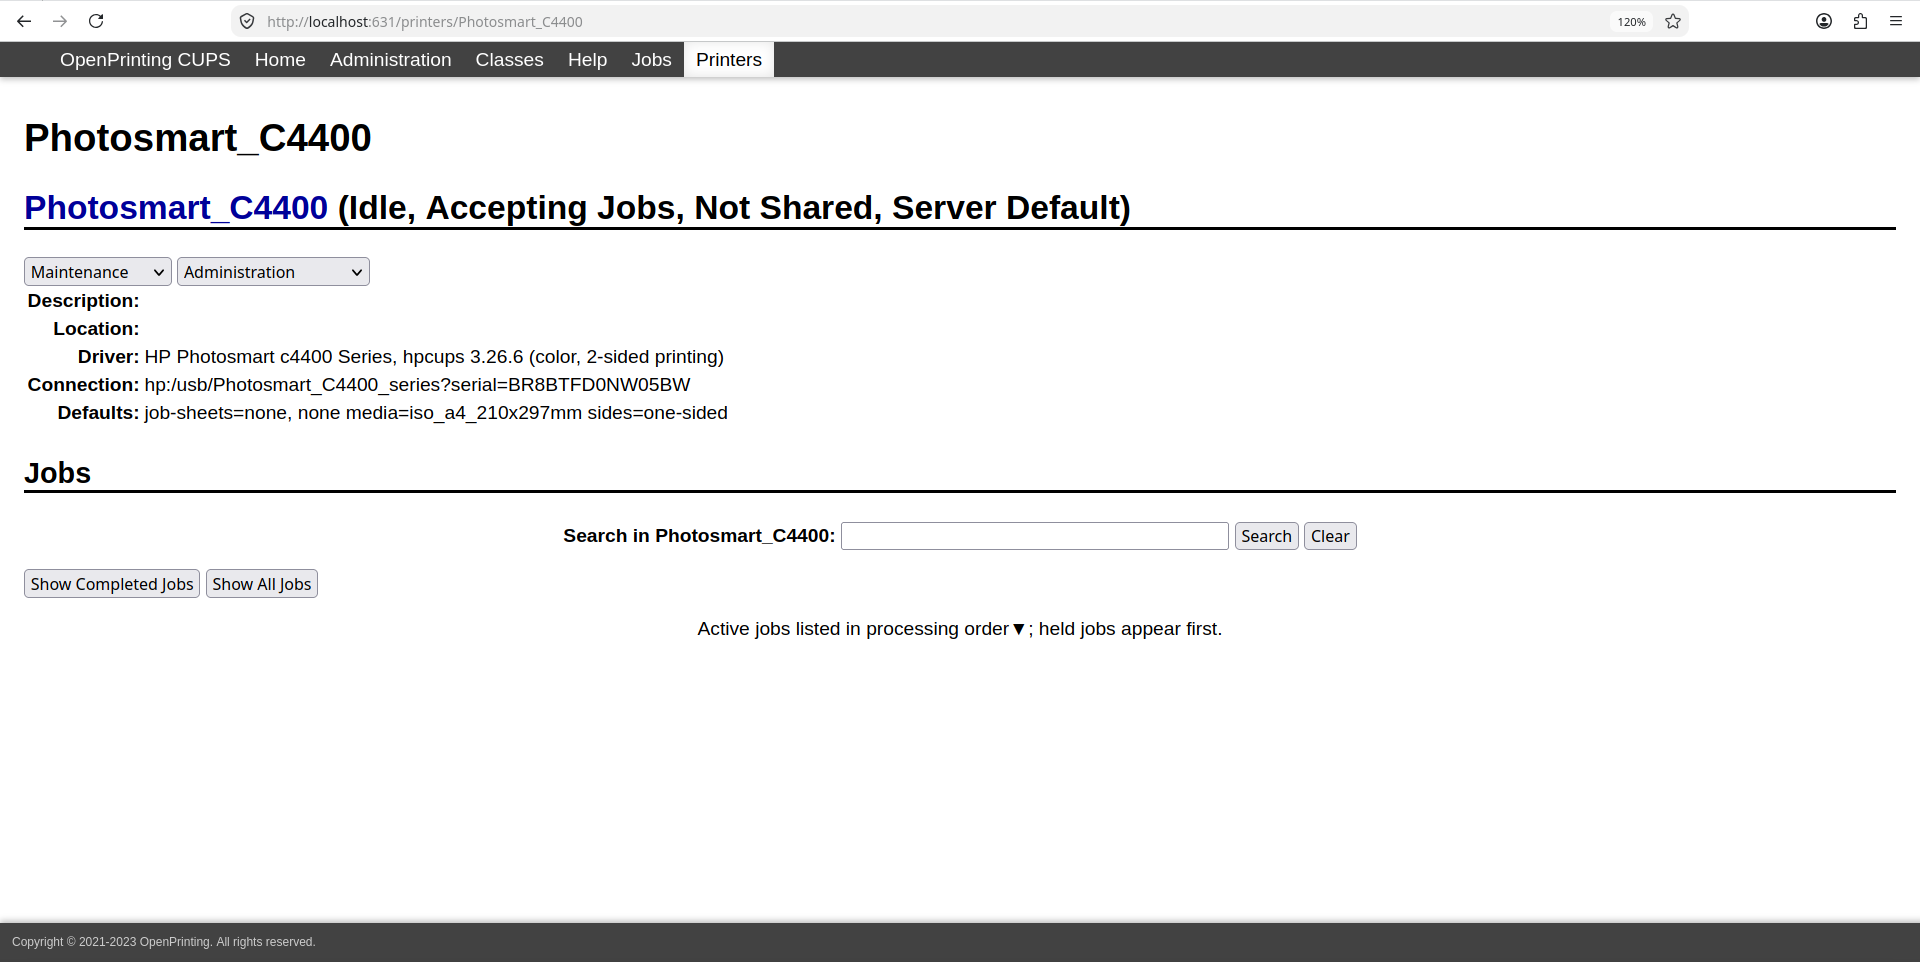 http://localhost:631/printers/Photosmart_C4400
120%
OpenPrinting CUPS Home Administration Classes Help Jobs Printers
Photosmart_C4400
Photosmart_C4400 (Idle, Accepting Jobs, Not Shared, Server Default)
Maintenance Administration
Description:
Location:
Driver: HP Photosmart c4400 Series, hpcups 3.26.6 (color, 2-sided printing)
Connection: hp:/usb/Photosmart_C4400_series?serial=BR8BTFD0NW05BW
Defaults: job-sheets=none, none media=iso_a4_210x297mm sides=one-sided
Jobs
Search in Photosmart_C4400: Search Clear
Show Completed Jobs Show All Jobs
Active jobs listed in processing order▼; held jobs appear first.
Copyright © 2021-2023 OpenPrinting. All rights reserved.